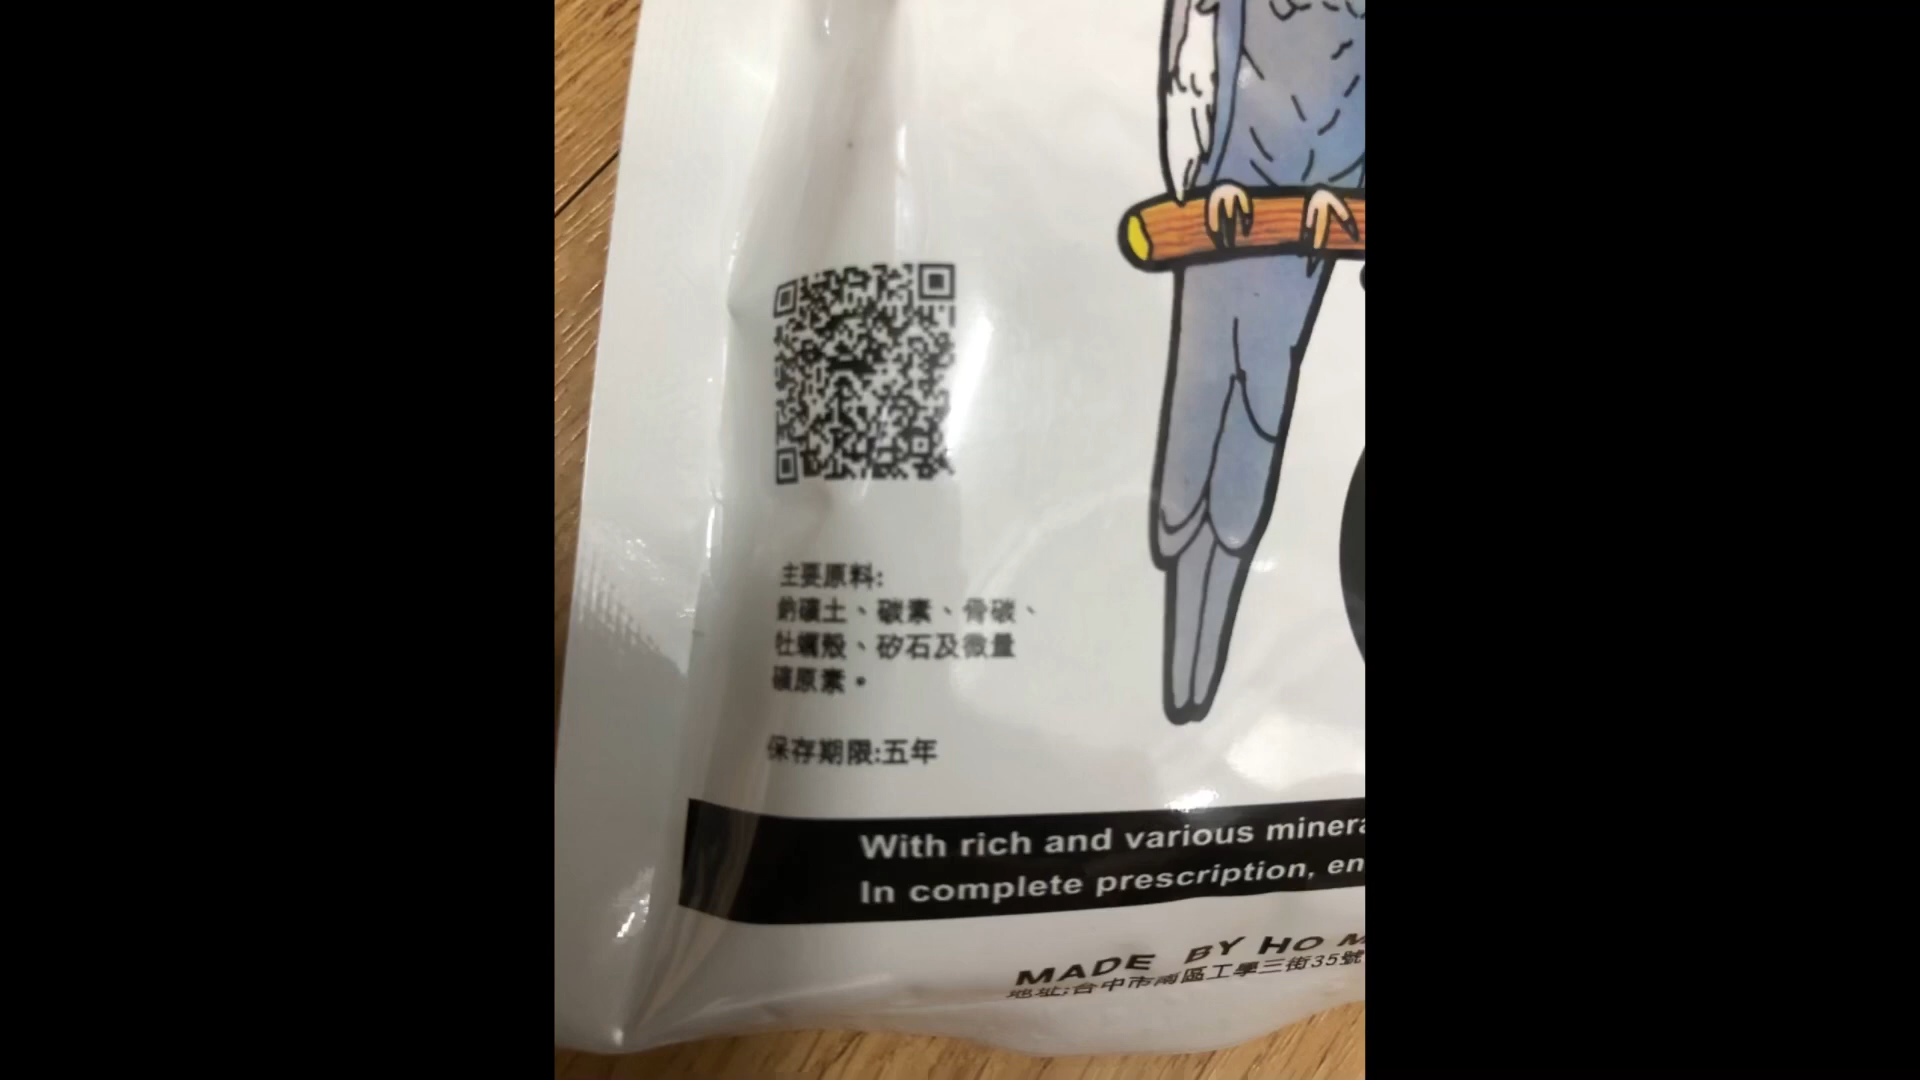 主要原料:
鈣礦土、碳素、骨碳、
牡蠣殼、矽石及微量
礦原素。
保存期限:五年
With rich and various minera
In complete prescription, en
MADE BY HO M
地址;台中市南區工學三街35號